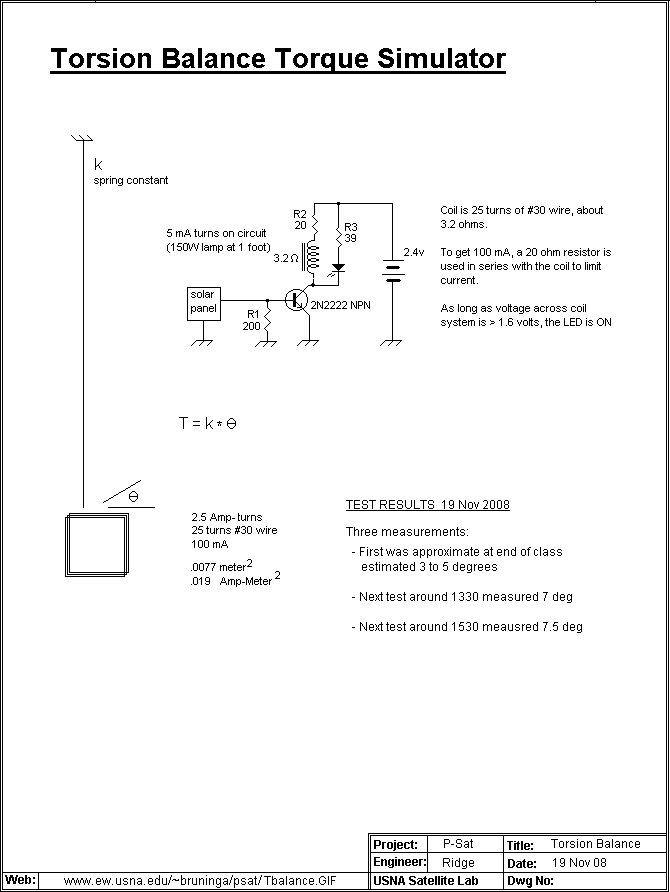 Torsion Balance Torque Simulator
k
spring constant
5 mA turns on circuit
(150W lamp at 1 foot)
R2
20
R3
39
3.2Ω
2.4v
solar
panel
R1
200
2N2222 NPN
Coil is 25 turns of #30 wire, about
3.2 ohms.
To get 100 mA, a 20 ohm resistor is
used in series with the coil to limit
current.
As long as voltage across coil
system is > 1.6 volts, the LED is ON
T = k * θ
θ
2.5 Amp-turns
25 turns #30 wire
100 mA
.0077 meter²
.019 Amp-Meter²
TEST RESULTS 19 Nov 2008
Three measurements:
- First was approximate at end of class
estimated 3 to 5 degrees
- Next test around 1330 measured 7 deg
- Next test around 1530 meausred 7.5 deg
Project: P-Sat Title: Torsion Balance
Engineer: Ridge Date: 19 Nov 08
Web: www.ew.usna.edu/~bruninga/psat/Tbalance.GIF USNA Satellite Lab Dwg No: